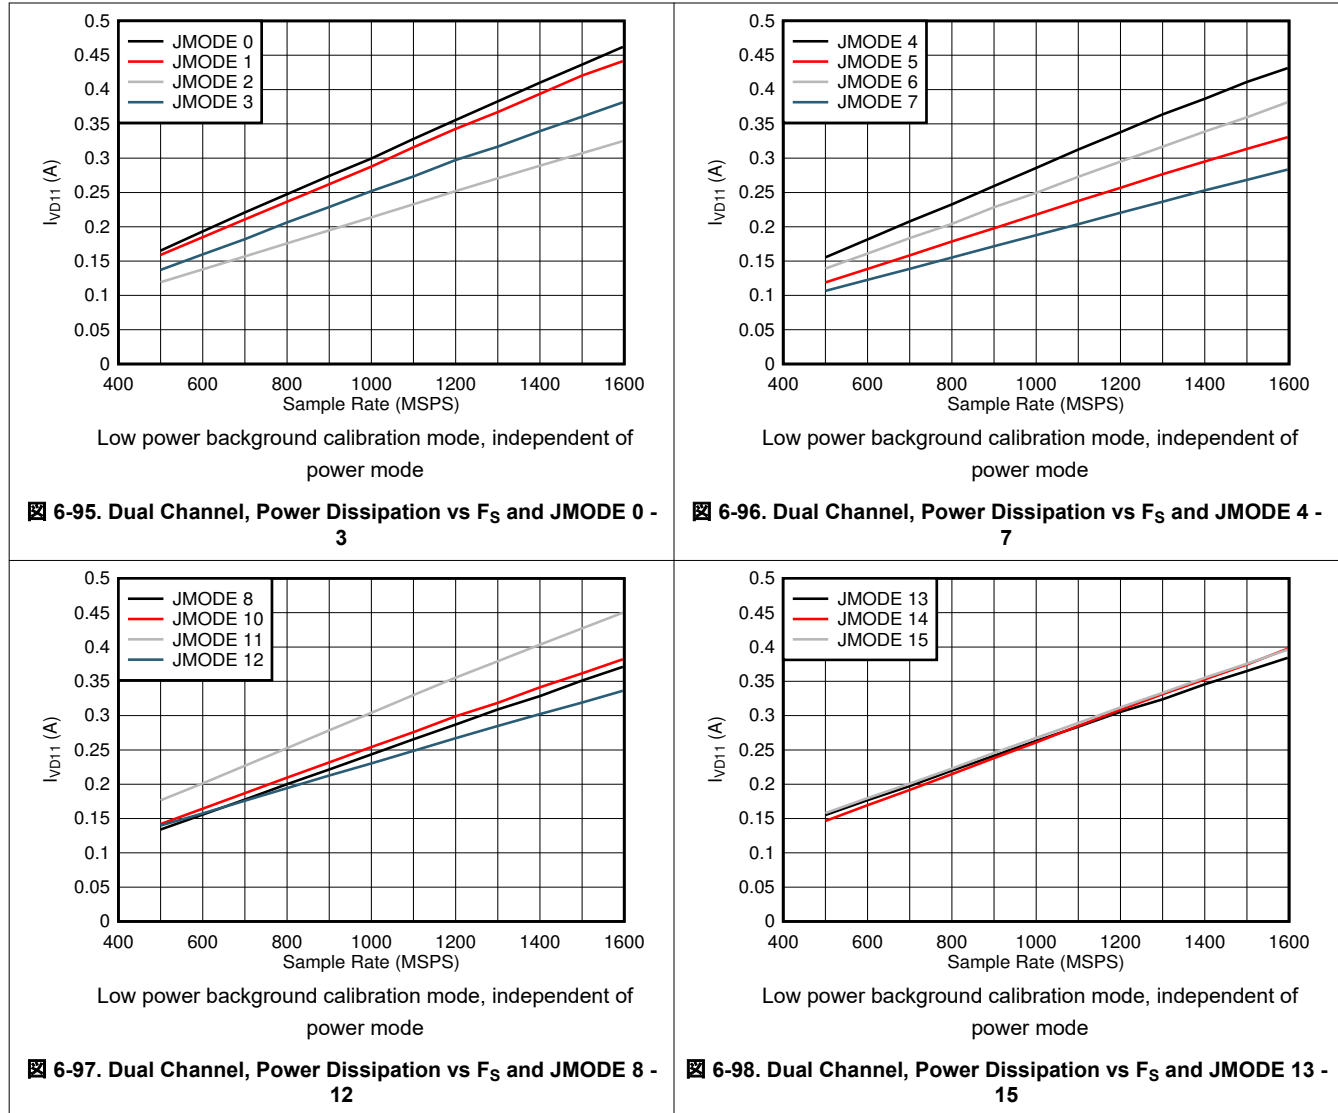 0.5
0.45
0.4
0.35
0.3
0.25
0.2
0.15
0.1
0.05
0
IVD11 (A)
JMODE 0
JMODE 1
JMODE 2
JMODE 3
400 600 800 1000 1200 1400 1600
Sample Rate (MSPS)
Low power background calibration mode, independent of
power mode
図 6-95. Dual Channel, Power Dissipation vs FS and JMODE 0 -
3
0.5
0.45
0.4
0.35
0.3
0.25
0.2
0.15
0.1
0.05
0
IVD11 (A)
JMODE 4
JMODE 5
JMODE 6
JMODE 7
400 600 800 1000 1200 1400 1600
Sample Rate (MSPS)
Low power background calibration mode, independent of
power mode
図 6-96. Dual Channel, Power Dissipation vs FS and JMODE 4 -
7
0.5
0.45
0.4
0.35
0.3
0.25
0.2
0.15
0.1
0.05
0
IVD11 (A)
JMODE 8
JMODE 10
JMODE 11
JMODE 12
400 600 800 1000 1200 1400 1600
Sample Rate (MSPS)
Low power background calibration mode, independent of
power mode
図 6-97. Dual Channel, Power Dissipation vs FS and JMODE 8 -
12
0.5
0.45
0.4
0.35
0.3
0.25
0.2
0.15
0.1
0.05
0
IVD11 (A)
JMODE 13
JMODE 14
JMODE 15
400 600 800 1000 1200 1400 1600
Sample Rate (MSPS)
Low power background calibration mode, independent of
power mode
図 6-98. Dual Channel, Power Dissipation vs FS and JMODE 13 -
15